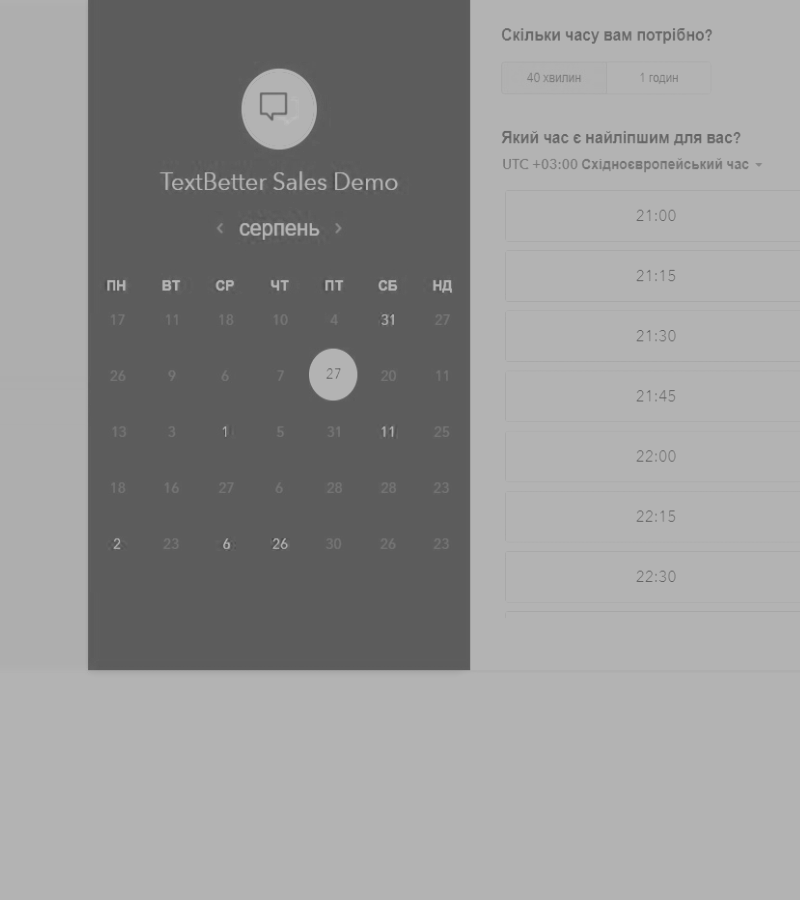 TextBetter Sales Demo
серпень
ПН ВТ СР ЧТ ПТ СБ НД
17 11 18 10 4 31 27
26 9 6 7 27 20 11
13 3 1 5 31 11 25
18 16 27 6 28 28 23
2 23 6 26 30 26 23
Скільки часу вам потрібно?
40 хвилин 1 годин
Який час є найліпшим для вас?
UTC +03:00 Східноєвропейський час
21:00
21:15
21:30
21:45
22:00
22:15
22:30